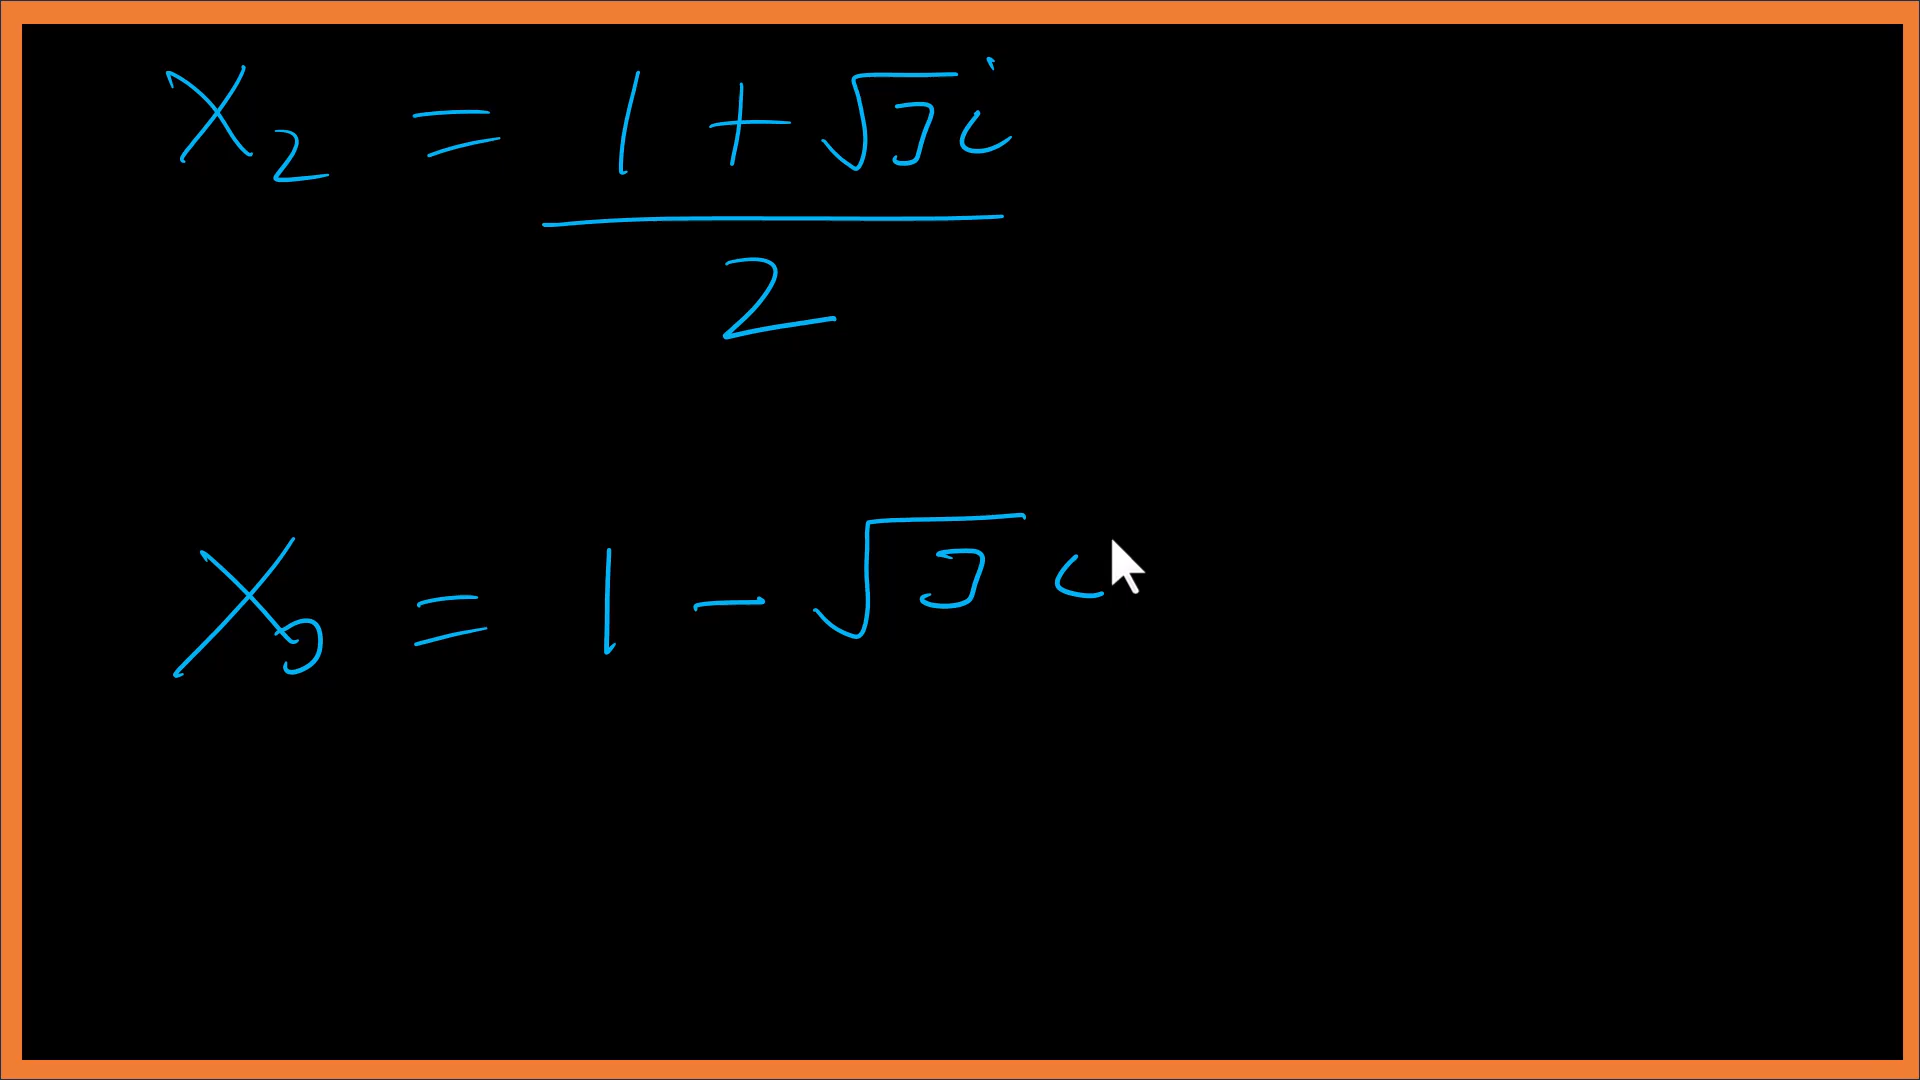 X₂ = 1 + √3i
2
X₃ = 1 - √3 i